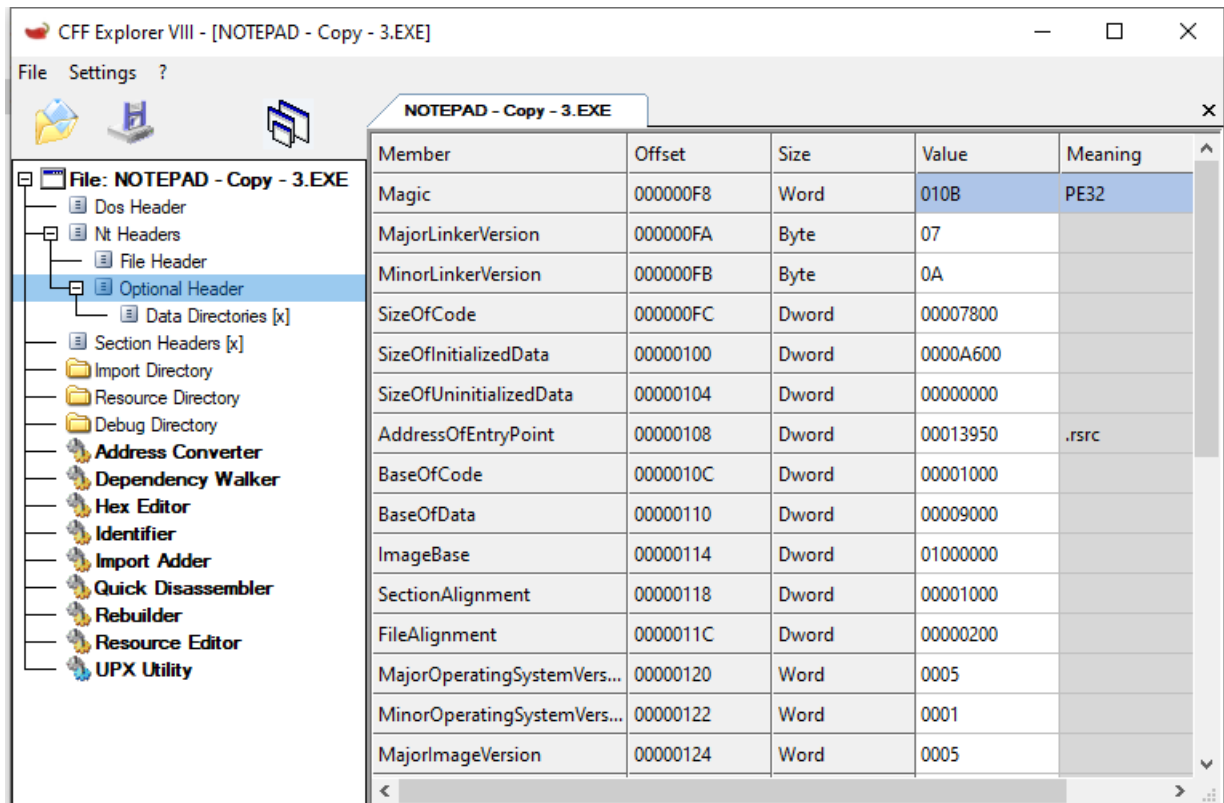 CFF Explorer VIII - [NOTEPAD - Copy - 3.EXE]
File Settings ?
NOTEPAD - Copy - 3.EXE
File: NOTEPAD - Copy - 3.EXE
Dos Header
Nt Headers
File Header
Optional Header
Data Directories [x]
Section Headers [x]
Import Directory
Resource Directory
Debug Directory
Address Converter
Dependency Walker
Hex Editor
Identifier
Import Adder
Quick Disassembler
Rebuilder
Resource Editor
UPX Utility
Member Offset Size Value Meaning
Magic 000000F8 Word 010B PE32
MajorLinkerVersion 000000FA Byte 07
MinorLinkerVersion 000000FB Byte 0A
SizeOfCode 000000FC Dword 00007800
SizeOfInitializedData 00000100 Dword 0000A600
SizeOfUninitializedData 00000104 Dword 00000000
AddressOfEntryPoint 00000108 Dword 00013950 .rsrc
BaseOfCode 0000010C Dword 00001000
BaseOfData 00000110 Dword 00009000
ImageBase 00000114 Dword 01000000
SectionAlignment 00000118 Dword 00001000
FileAlignment 0000011C Dword 00000200
MajorOperatingSystemVers... 00000120 Word 0005
MinorOperatingSystemVers... 00000122 Word 0001
MajorImageVersion 00000124 Word 0005